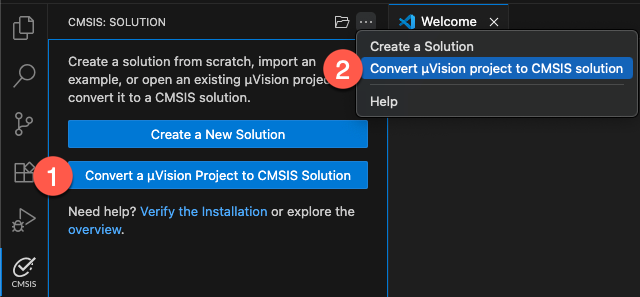 CMSIS: SOLUTION
Welcome
Create a solution from scratch, import an
example, or open an existing µVision projec
convert it to a CMSIS solution.
Create a New Solution
1
Convert a µVision Project to CMSIS Solution
Need help? Verify the Installation or explore the
overview.
2
Create a Solution
Convert µVision project to CMSIS solution
Help
CMSIS